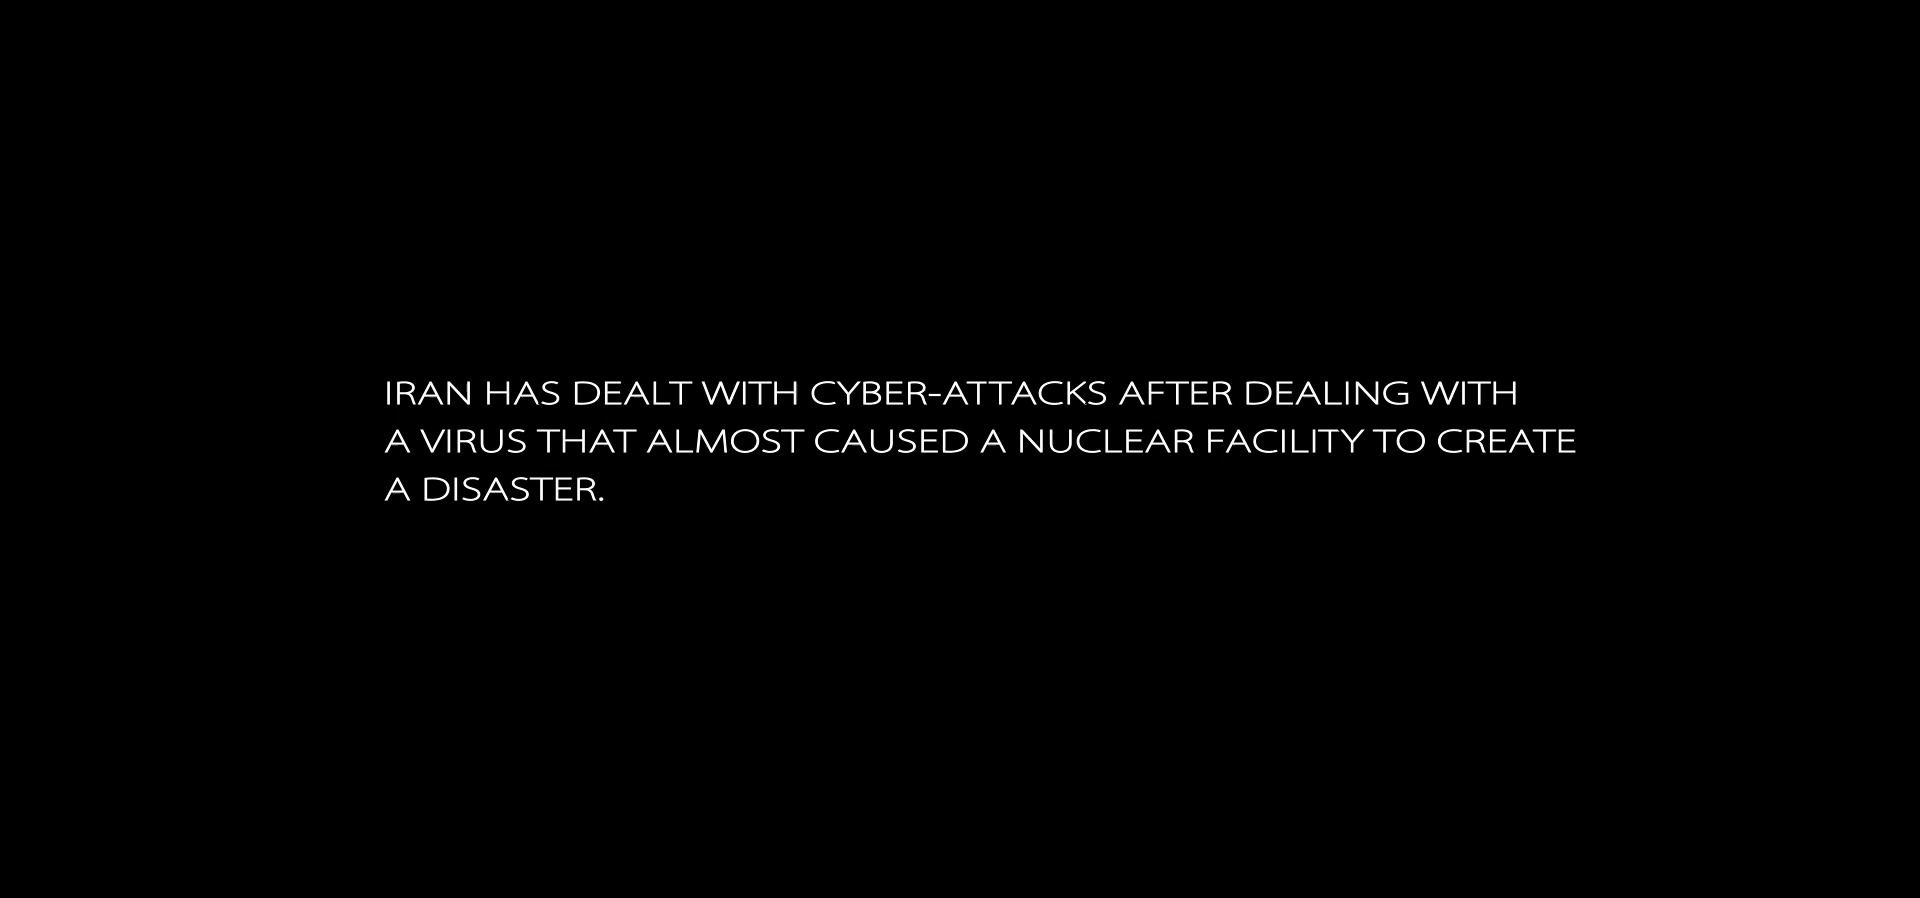 IRAN HAS DEALT WITH CYBER-ATTACKS AFTER DEALING WITH
A VIRUS THAT ALMOST CAUSED A NUCLEAR FACILITY TO CREATE
A DISASTER.